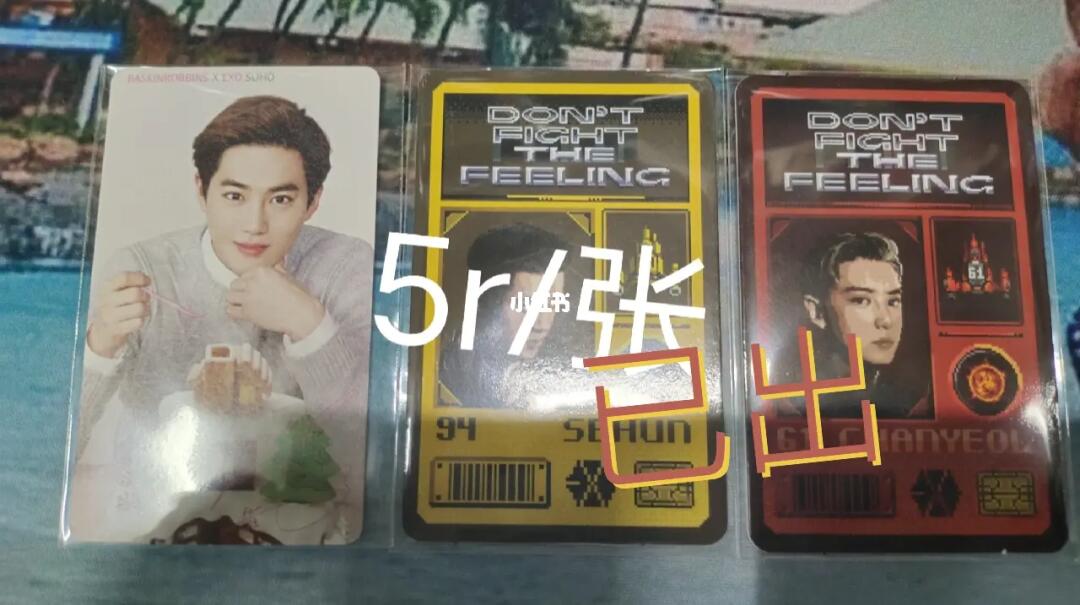 BASKINROBBINS X EXO SUHO
DON'T
FIGHT
THE
FEELING
94 SEHUN
DON'T
FIGHT
THE
FEELING
61
61 CHANYEOL
5r/张
小红书
已出